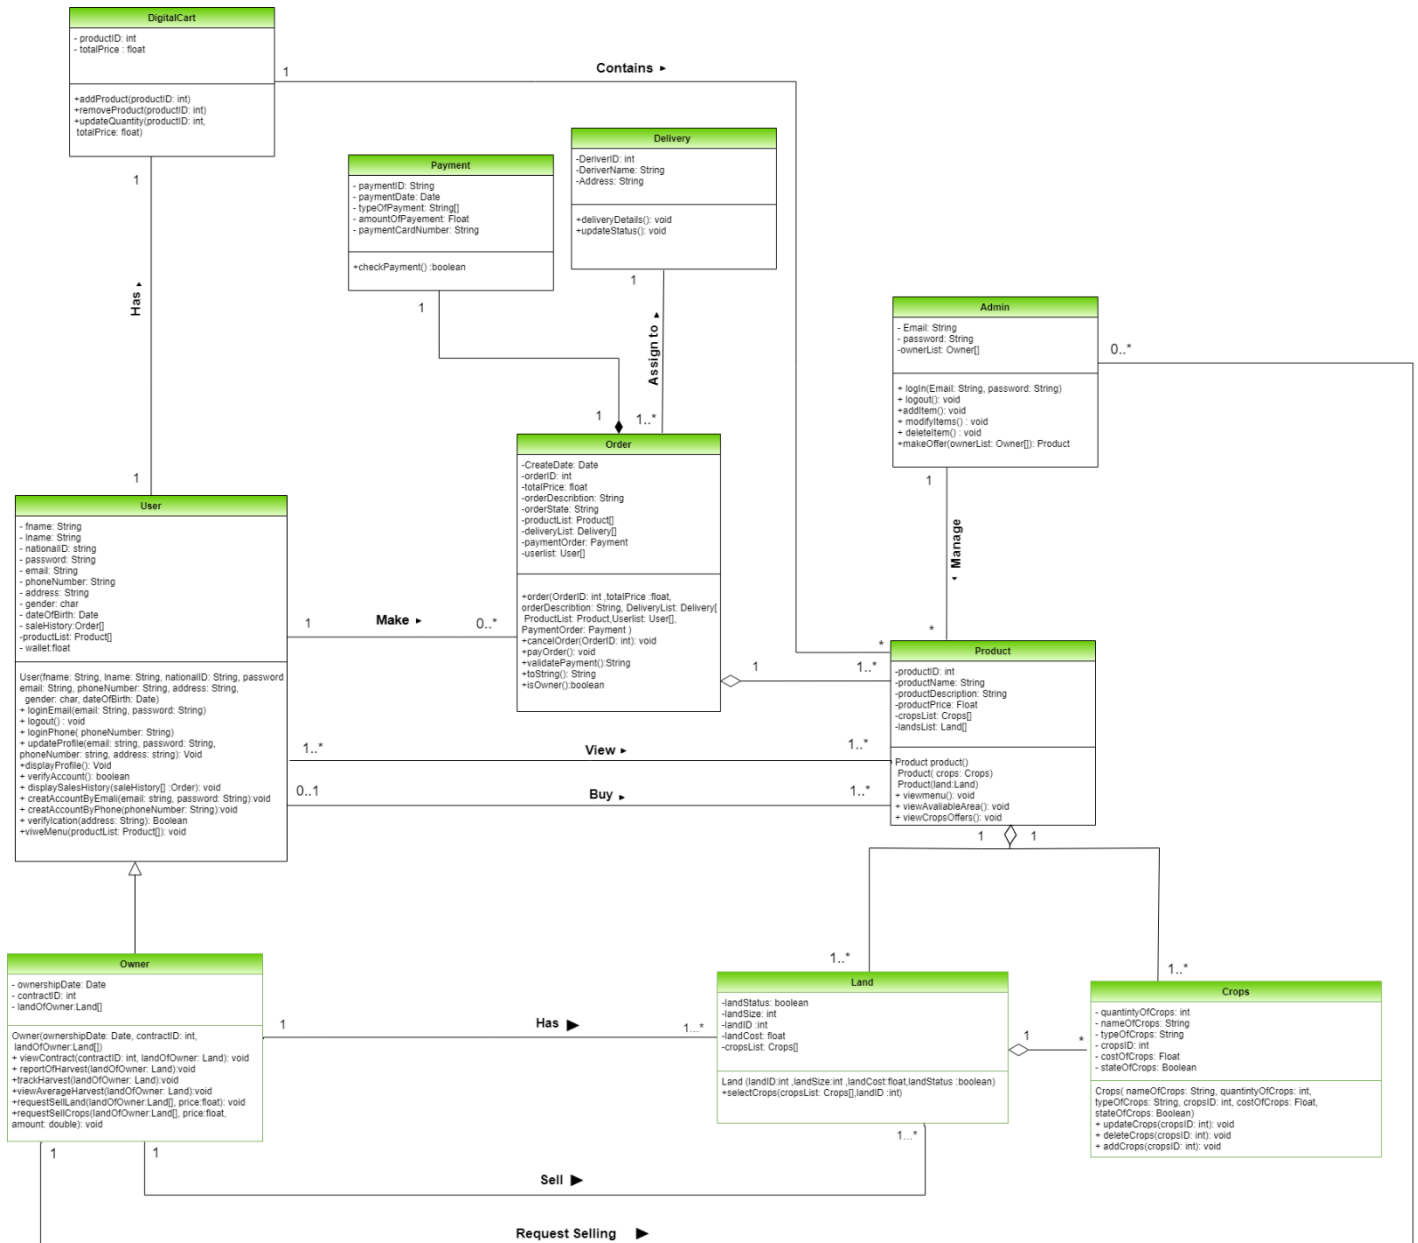 DigitalCart
- productID: int
- totalPrice : float
+addProduct(productID: int)
+removeProduct(productID: int)
+updateQuantity(productID: int,
totalPrice: float)
1
Contains ►
1
Has ►
1
*
Payment
- paymentID: String
- paymentDate: Date
- typeOfPayment: String[]
- amountOfPayement: Float
- paymentCardNumber: String
+checkPayment() :boolean
1
1
Delivery
-DeriverID: int
-DeriverName: String
-Address: String
+deliveryDetails(): void
+updateStatus(): void
1
Assign to ►
1..*
Admin
- Email: String
- password: String
-ownerList: Owner[]
+ logIn(Email: String, password: String)
+ logout(): void
+addItem(): void
+ modifyItems() : void
+ deleteItem() : void
+makeOffer(ownerList: Owner[]): Product
0..*
1
◄ Manage
*
Order
-CreateDate: Date
-orderID: int
-totalPrice: float
-orderDescribtion: String
-orderState: String
-productList: Product[]
-deliveryList: Delivery[]
-paymentOrder: Payment
-userlist: User[]
+order(OrderID: int ,totalPrice :float,
orderDescribtion: String, DeliveryList: Delivery[
ProductList: Product,Userlist: User[],
PaymentOrder: Payment )
+cancelOrder(OrderID: int): void
+payOrder(): void
+validatePayment():String
+toString(): String
+isOwner():boolean
User
- fname: String
- lname: String
- nationalID: string
- password: String
- email: String
- phoneNumber: String
- address: String
- gender: char
- dateOfBirth: Date
- saleHistory:Order[]
-productList: Product[]
- wallet:float
User(fname: String, lname: String, nationalID: String, password
email: String, phoneNumber: String, address: String,
gender: char, dateOfBirth: Date)
+ loginEmail(email: String, password: String)
+ logout() : void
+ loginPhone( phoneNumber: String)
+ updateProfile(email: string, password: String,
phoneNumber: string, address: string): Void
+displayProfile(): Void
+ verifyAccount(): boolean
+ displaySalesHistory(saleHistory[] :Order): void
+ creatAccountByEmali(email: string, password: String):void
+ creatAccountByPhone(phoneNumber: String):void
+ verifyIcation(address: String): Boolean
+viweMenu(productList: Product[]): void
1
Make ►
0..*
1
1..*
1..*
View ►
1..*
0..1
Buy ►
1..*
Product
-productID: int
-productName: String
-productDescription: String
-productPrice: Float
-cropsList: Crops[]
-landsList: Land[]
Product product()
Product( crops: Crops)
Product(land:Land)
+ viewmenu(): void
+ viewAvaliableArea(): void
+ viewCropsOffers(): void
1
1
1..*
1..*
Owner
- ownershipDate: Date
- contractID: int
- landOfOwner:Land[]
Owner(ownershipDate: Date, contractID: int,
landOfOwner:Land[])
+ viewContract(contractID: int, landOfOwner: Land): void
+ reportOfHarvest(landOfOwner: Land):void
+trackHarvest(landOfOwner: Land):void
+viewAverageHarvest(landOfOwner: Land):void
+requestSellLand(landOfOwner:Land[], price:float): void
+requestSellCrops(landOfOwner:Land[], price:float,
amount: double): void
1
Has ►
1...*
Land
-landStatus: boolean
-landSize: int
-landID :int
-landCost: float
-cropsList: Crops[]
Land (landID:int ,landSize:int ,landCost:float,landStatus :boolean)
+selectCrops(cropsList: Crops[],landID :int)
1
*
Crops
- quantintyOfCrops: int
- nameOfCrops: String
- typeOfCrops: String
- cropsID: int
- costOfCrops: Float
- stateOfCrops: Boolean
Crops( nameOfCrops: String, quantintyOfCrops: int,
typeOfCrops: String, cropsID: int, costOfCrops: Float,
stateOfCrops: Boolean)
+ updateCrops(cropsID: int): void
+ deleteCrops(cropsID: int): void
+ addCrops(cropsID: int): void
1
1
1...*
Sell ►
Request Selling ►